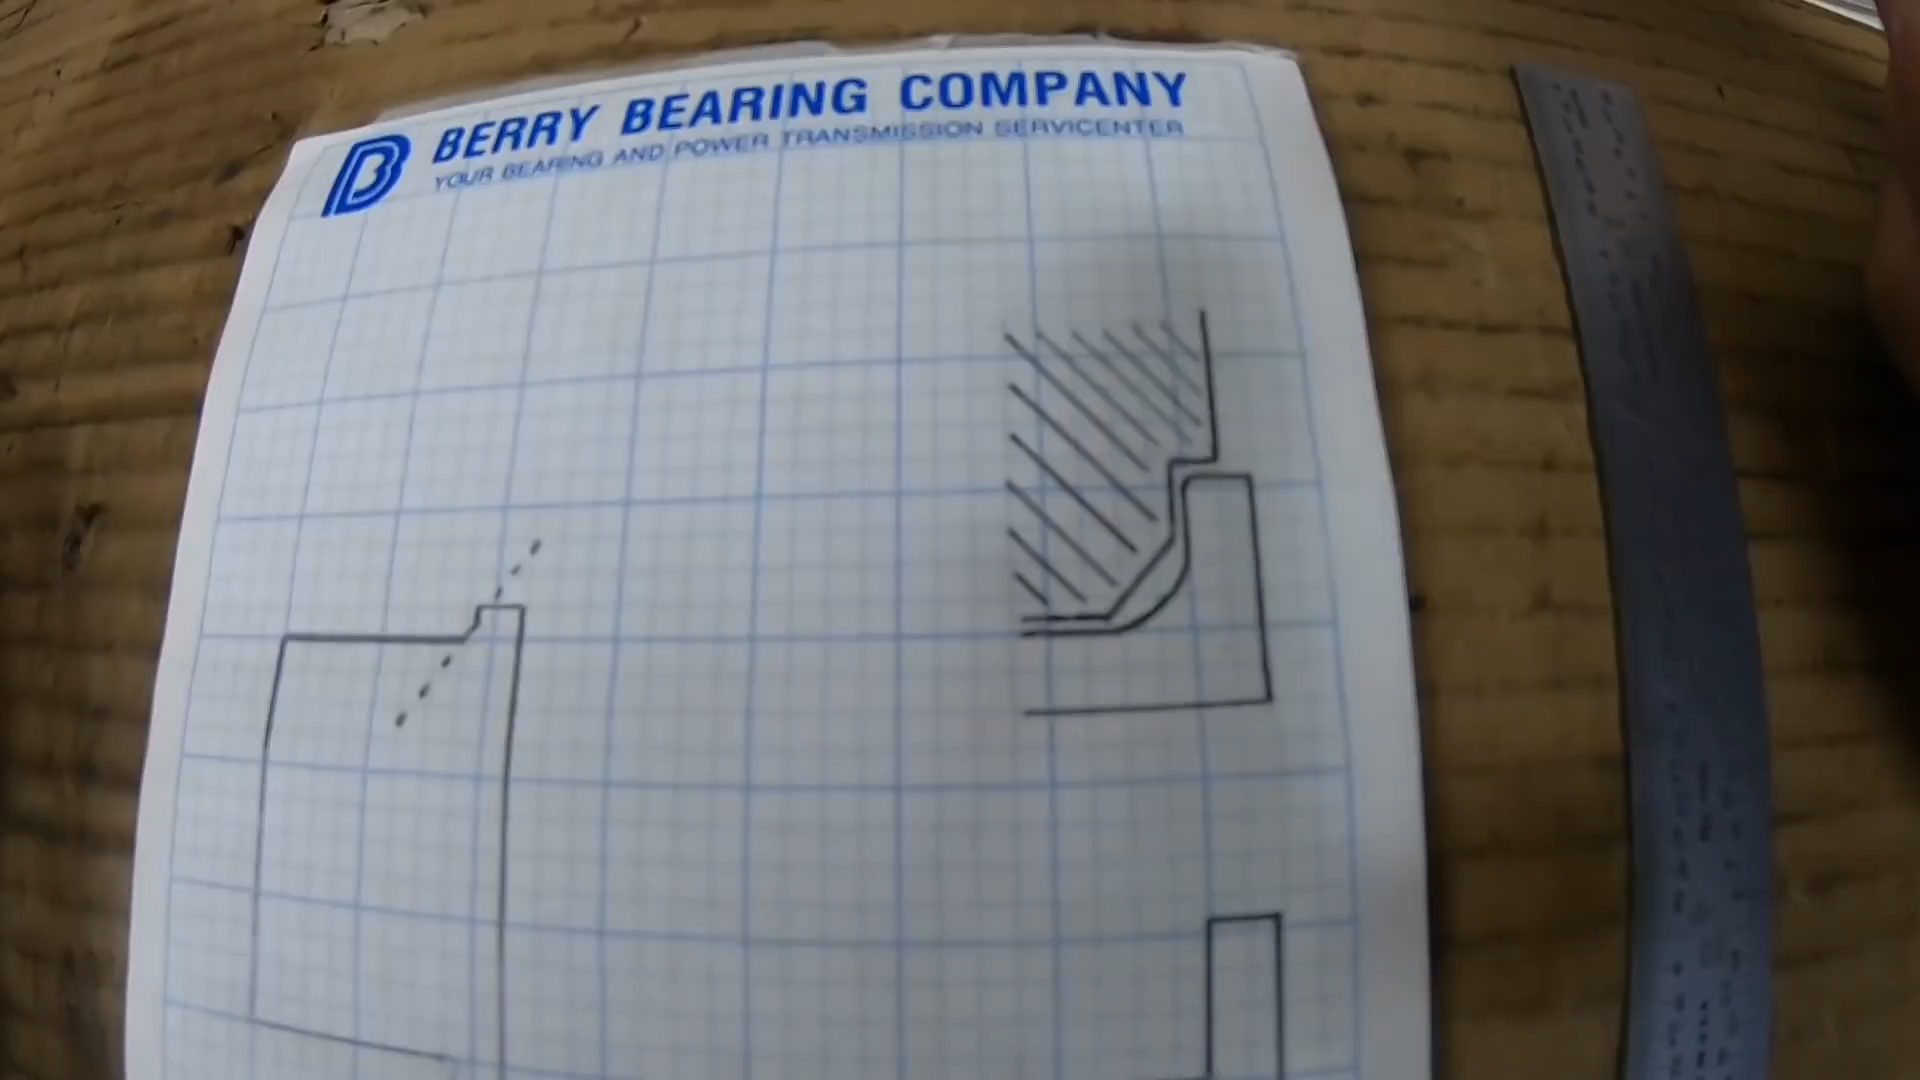 BERRY BEARING COMPANY
YOUR BEARING AND POWER TRANSMISSION SERVICENTER